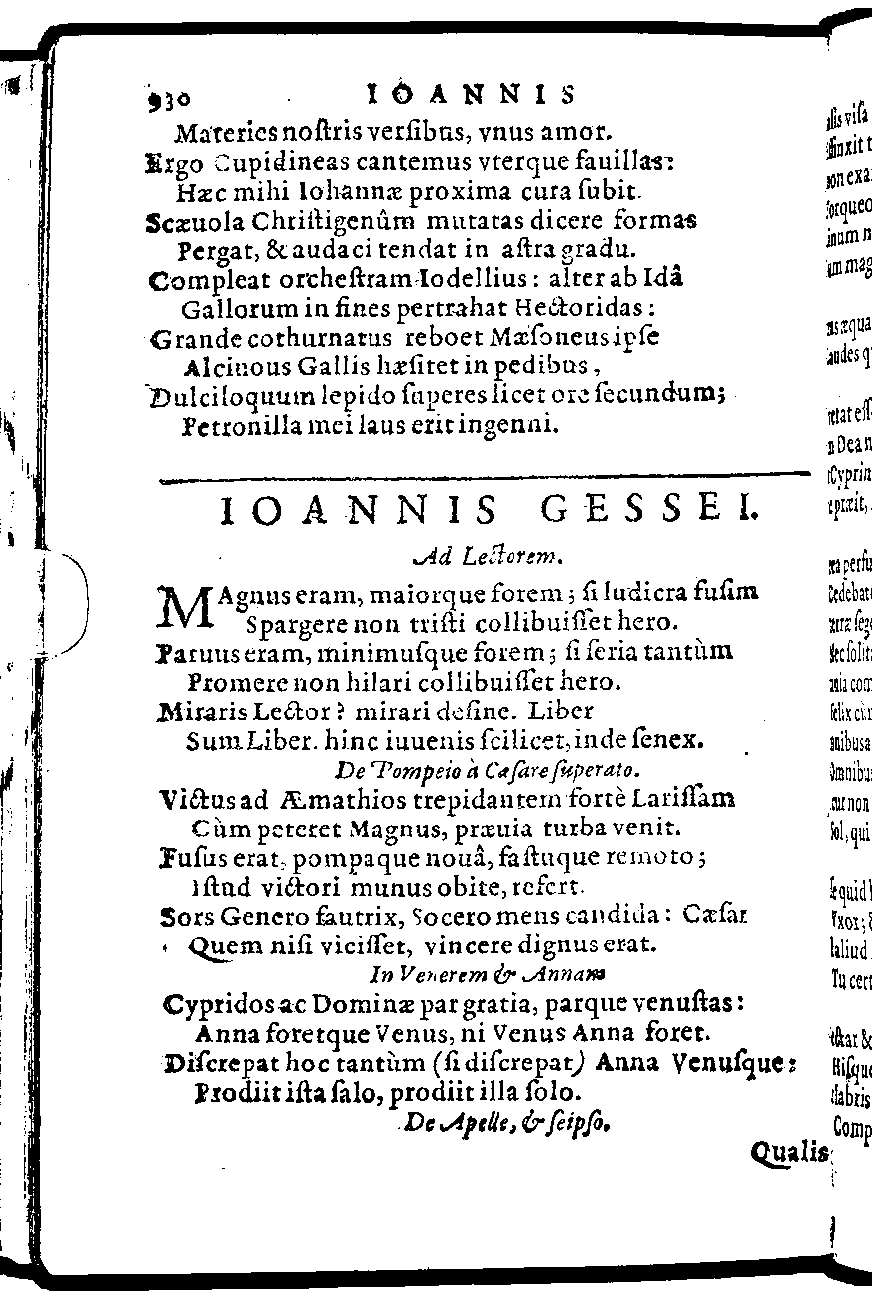 930 IOANNIS
Materies noſtris verſibus, vnus amor.
Ergo Cupidineas cantemus vterque fauillas:
Hæc mihi Iohannæ proxima cura ſubit.
Scæuola Chriſtigenûm mutatas dicere formas
Pergat, & audaci tendat in aſtra gradu.
Compleat orcheſtram Iodellius: alter ab Idâ
Gallorum in fines pertrahat Hectoridas:
Grande cothurnatus reboet Mæſoneus ipſe
Alcinous Gallis hæſitet in pedibus,
Dulciloquum lepido ſuperes licet ore ſecundum;
Petronilla mei laus erit ingenni.
IOANNIS GESSEI.
Ad Lectorem.
MAgnus eram, maiorque forem; ſi ludicra fuſim
Spargere non triſti collibuiſſet hero.
Paruus eram, minimuſque forem; ſi ſeria tantùm
Promere non hilari collibuiſſet hero.
Miraris Lector? mirari deſine. Liber
Sum Liber. hinc iuuenis ſcilicet, inde ſenex.
De Pompeio à Cæſare ſuperato.
Victus ad Æmathios trepidantem fortè Lariſſam
Cùm peteret Magnus, præuia turba venit.
Fuſus erat, pompaque nouâ, faſtuque remoto;
Iſtud victori munus obite, refert.
Sors Genero fautrix, Socero mens candida: Cæſar
Quem niſi viciſſet, vincere dignus erat.
In Venerem & Annam
Cypridos ac Dominæ par gratia, parque venuſtas:
Anna foretque Venus, ni Venus Anna foret.
Diſcrepat hoc tantùm (ſi diſcrepat) Anna Venuſque:
Prodiit iſta ſalo, prodiit illa ſolo.
De Apelle, & ſeipſo.
Qualis